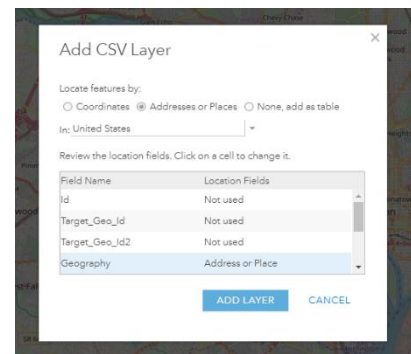 Chevy Chase
Add CSV Layer
×
Locate features by:
Coordinates Addresses or Places None, add as table
In: United States
Review the location fields. Click on a cell to change it.
Field Name Location Fields
Id Not used
Target_Geo_Id Not used
Target_Geo_Id2 Not used
Geography Address or Place
ADD LAYER CANCEL